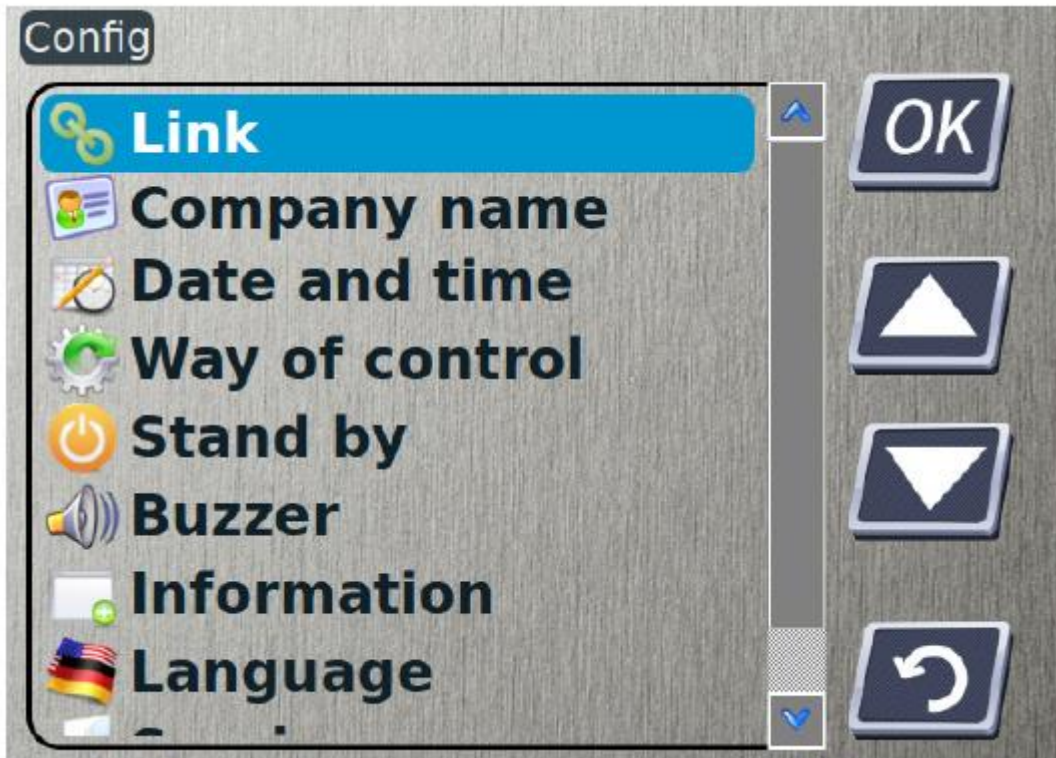 Config
Link
OK
Company name
Date and time
Way of control
Stand by
Buzzer
Information
Language